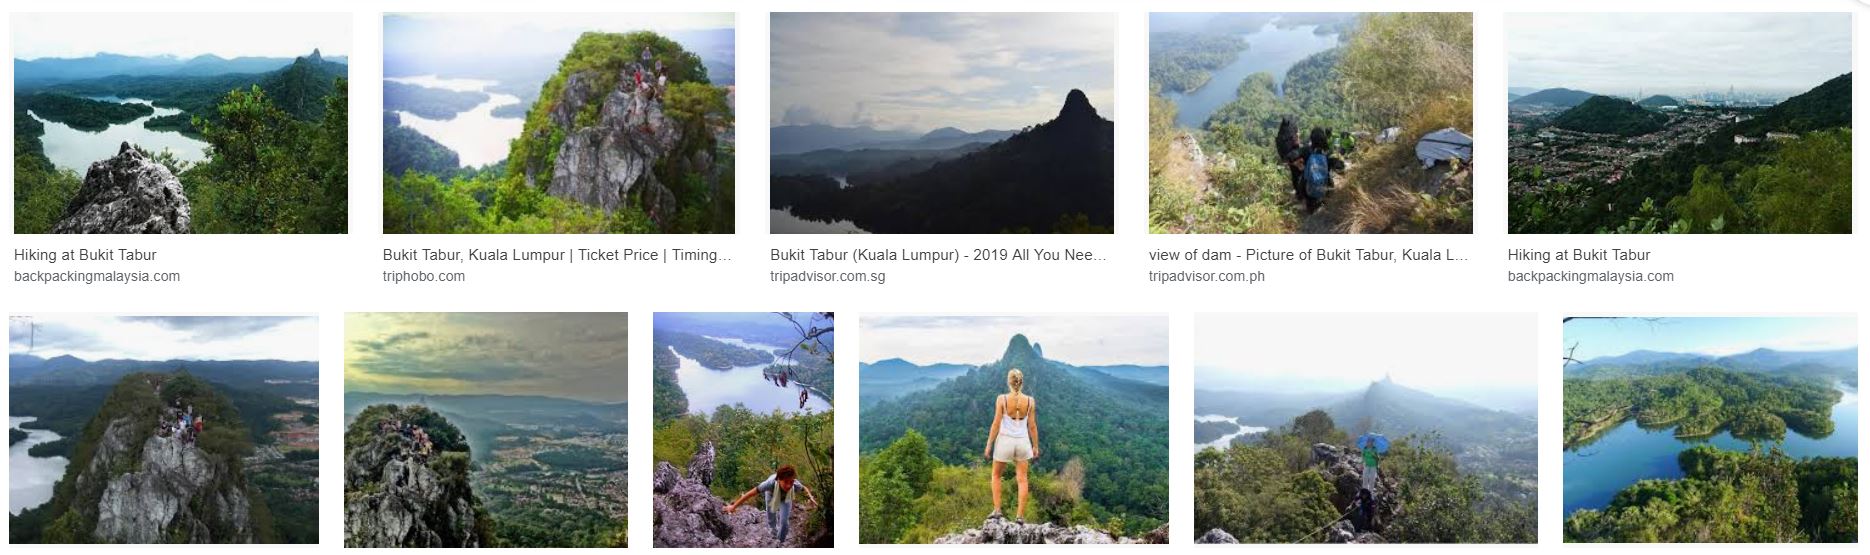 Hiking at Bukit Tabur
backpackingmalaysia.com
Bukit Tabur, Kuala Lumpur | Ticket Price | Timing...
triphobo.com
Bukit Tabur (Kuala Lumpur) - 2019 All You Nee...
tripadvisor.com.sg
view of dam - Picture of Bukit Tabur, Kuala L...
tripadvisor.com.ph
Hiking at Bukit Tabur
backpackingmalaysia.com